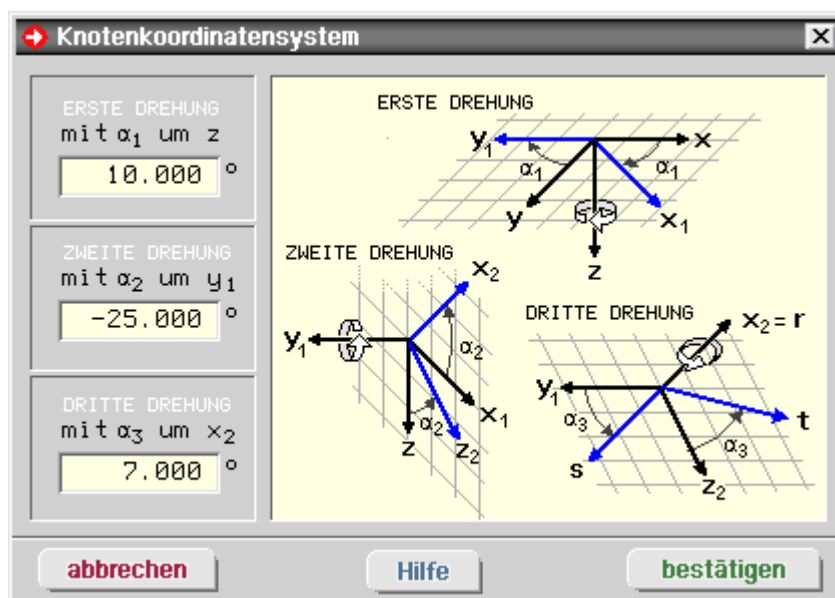 Knotenkoordinatensystem
ERSTE DREHUNG
mit α₁ um z
10.000 °
ZWEITE DREHUNG
mit α₂ um y₁
-25.000 °
DRITTE DREHUNG
mit α₃ um x₂
7.000 °
ERSTE DREHUNG
y₁
x
α₁
α₁
y
x₁
z
ZWEITE DREHUNG
x₂
y₁
α₂
x₁
α₂
z
z₂
DRITTE DREHUNG
x₂ = r
y₁
α₃
t
α₃
s
z₂
abbrechen
Hilfe
bestätigen